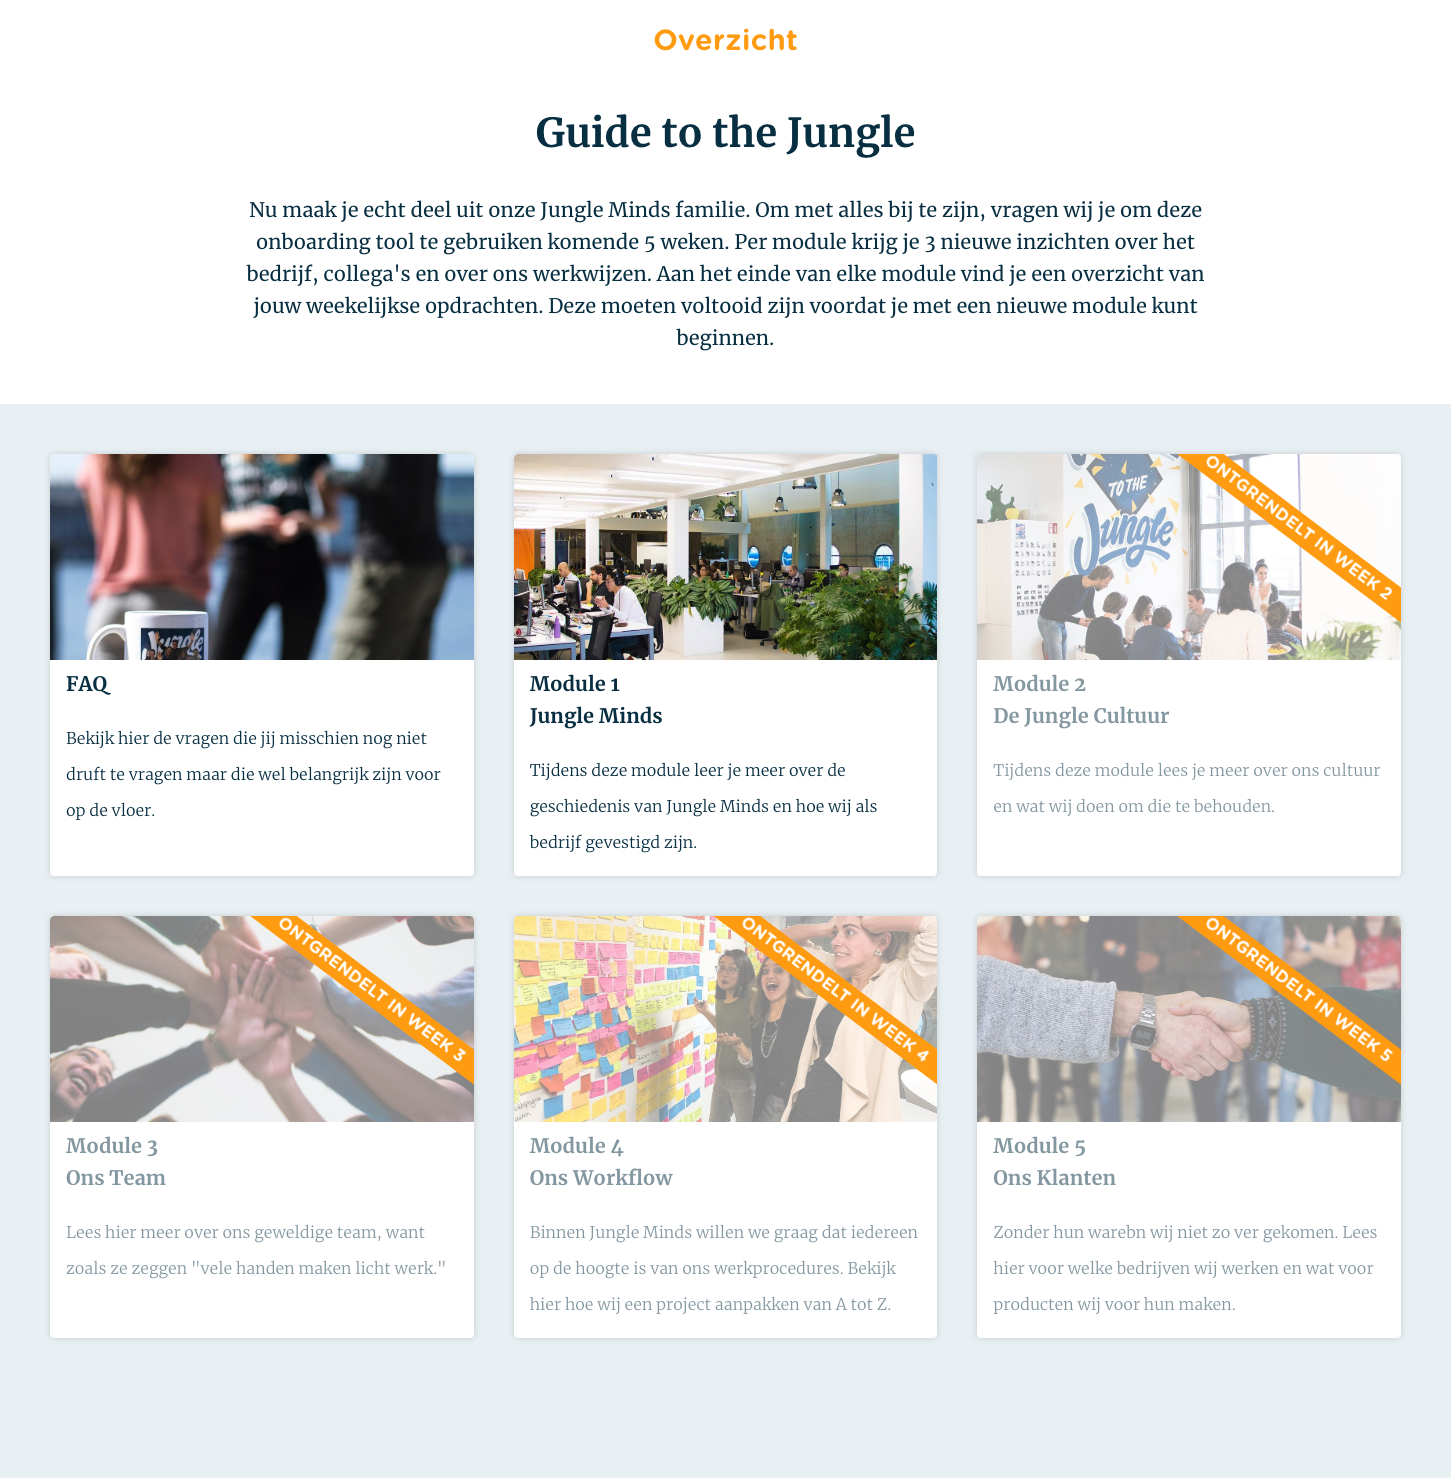 Overzicht
Guide to the Jungle
Nu maak je echt deel uit onze Jungle Minds familie. Om met alles bij te zijn, vragen wij je om deze
onboarding tool te gebruiken komende 5 weken. Per module krijg je 3 nieuwe inzichten over het
bedrijf, collega's en over ons werkwijzen. Aan het einde van elke module vind je een overzicht van
jouw weekelijkse opdrachten. Deze moeten voltooid zijn voordat je met een nieuwe module kunt
beginnen.
Jungle
FAQ
Bekijk hier de vragen die jij misschien nog niet
druft te vragen maar die wel belangrijk zijn voor
op de vloer.
Module 1
Jungle Minds
Tijdens deze module leer je meer over de
geschiedenis van Jungle Minds en hoe wij als
bedrijf gevestigd zijn.
TO THE
Jungle
ONTGRENDELT IN WEEK 2
Module 2
De Jungle Cultuur
Tijdens deze module lees je meer over ons cultuur
en wat wij doen om die te behouden.
ONTGRENDELT IN WEEK 3
Module 3
Ons Team
Lees hier meer over ons geweldige team, want
zoals ze zeggen "vele handen maken licht werk."
ONTGRENDELT IN WEEK 4
Module 4
Ons Workflow
Binnen Jungle Minds willen we graag dat iedereen
op de hoogte is van ons werkprocedures. Bekijk
hier hoe wij een project aanpakken van A tot Z.
ONTGRENDELT IN WEEK 5
Module 5
Ons Klanten
Zonder hun warebn wij niet zo ver gekomen. Lees
hier voor welke bedrijven wij werken en wat voor
producten wij voor hun maken.